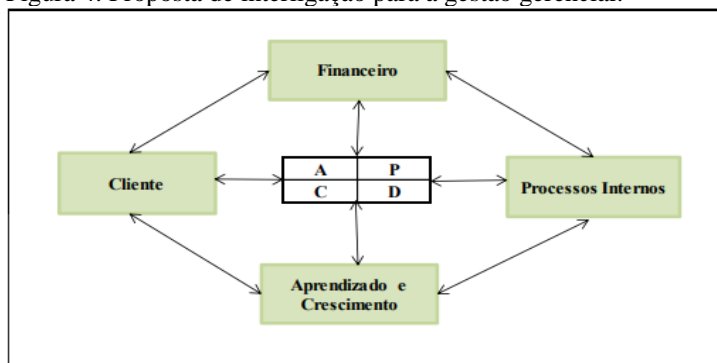 Figura 4. Proposta de interligação para a gestão gerencial.
Financeiro
A P
Cliente
Processos Internos
C D
Aprendizado e
Crescimento